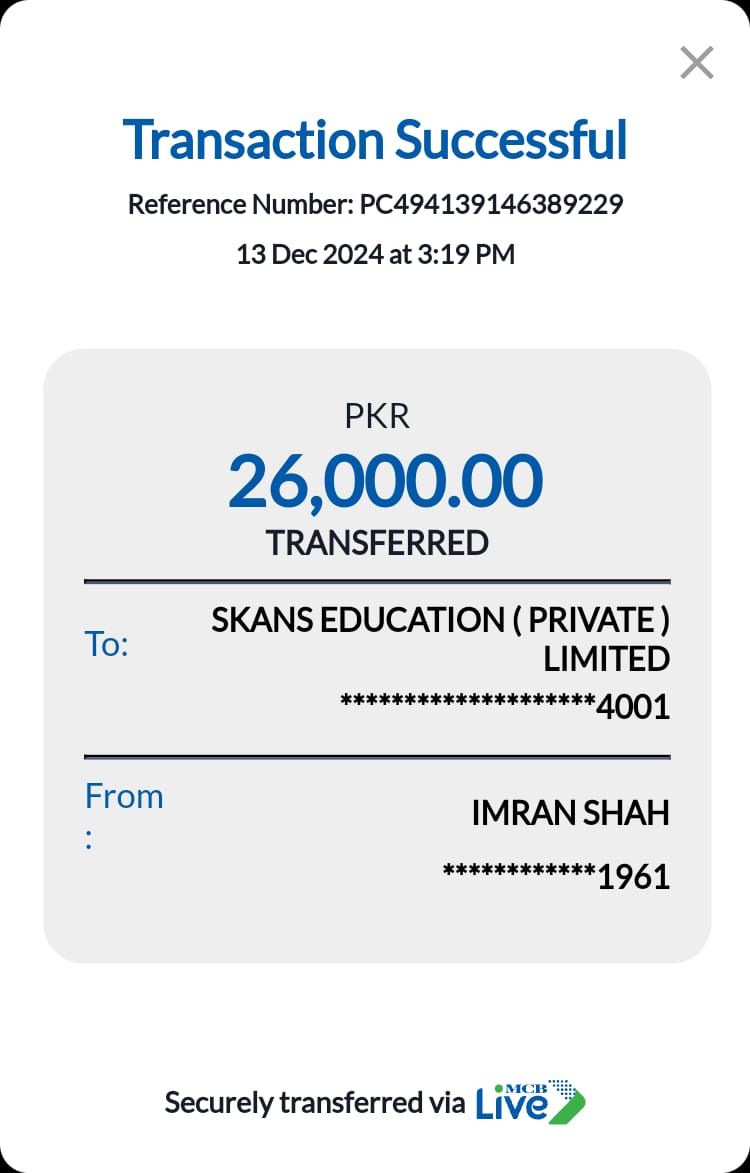 Transaction Successful
Reference Number: PC494139146389229
13 Dec 2024 at 3:19 PM
PKR
26,000.00
TRANSFERRED
To:
SKANS EDUCATION ( PRIVATE )
LIMITED
********************4001
From
:
IMRAN SHAH
************1961
Securely transferred via MCB Live